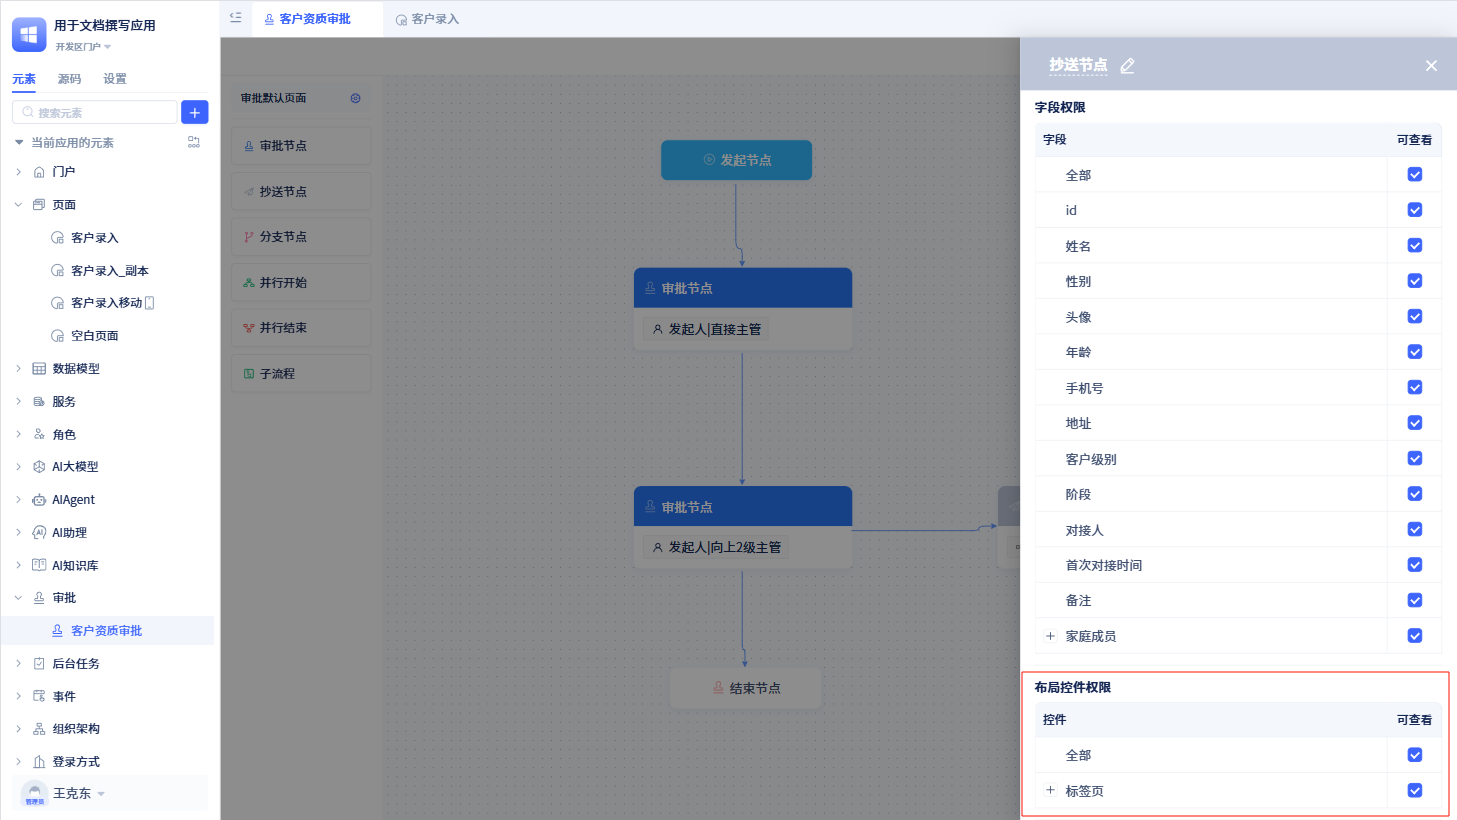 用于文档撰写应用
开发区门户
元素 源码 设置
搜索元素
当前应用的元素
门户
页面
客户录入
客户录入_副本
客户录入移动
空白页面
数据模型
服务
角色
AI大模型
AIAgent
AI助理
AI知识库
审批
客户资质审批
后台任务
事件
组织架构
登录方式
管理员
王克东
客户资质审批 客户录入
审批默认页面
审批节点
抄送节点
分支节点
并行开始
并行结束
子流程
发起节点
审批节点
发起人|直接主管
审批节点
发起人|向上2级主管
结束节点
抄送节点
字段权限
字段 可查看
全部
id
姓名
性别
头像
年龄
手机号
地址
客户级别
阶段
对接人
首次对接时间
备注
家庭成员
布局控件权限
控件 可查看
全部
标签页